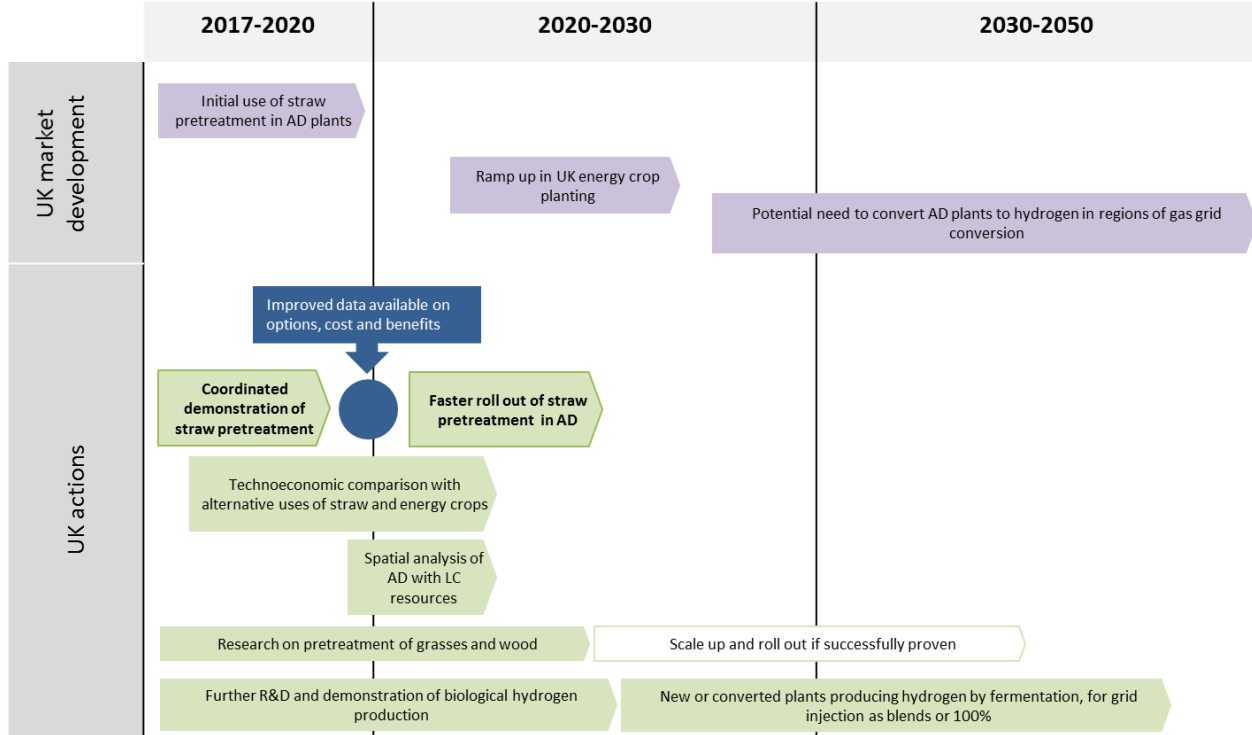 2017-2020
2020-2030
2030-2050
UK market
development
Initial use of straw
pretreatment in AD plants
Ramp up in UK energy crop
planting
Potential need to convert AD plants to hydrogen in regions of gas grid
conversion
UK actions
Improved data available on
options, cost and benefits
Coordinated
demonstration of
straw pretreatment
Faster roll out of straw
pretreatment in AD
Technoeconomic comparison with
alternative uses of straw and energy crops
Spatial analysis of
AD with LC
resources
Research on pretreatment of grasses and wood
Scale up and roll out if successfully proven
Further R&D and demonstration of biological hydrogen
production
New or converted plants producing hydrogen by fermentation, for grid
injection as blends or 100%